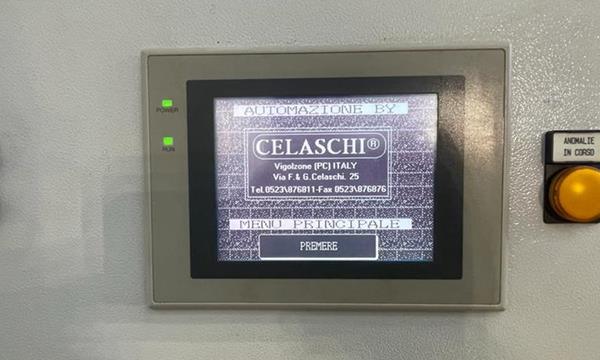 POWER
RUN
AUTOMAZIONE BY
CELASCHI®
Vigolzone (PC) ITALY
Via F. & G.Celaschi. 25
Tel.0523\876811-Fax 0523\876876
MENU PRINCIPALE
PREMERE
ANOMALIE
IN CORSO